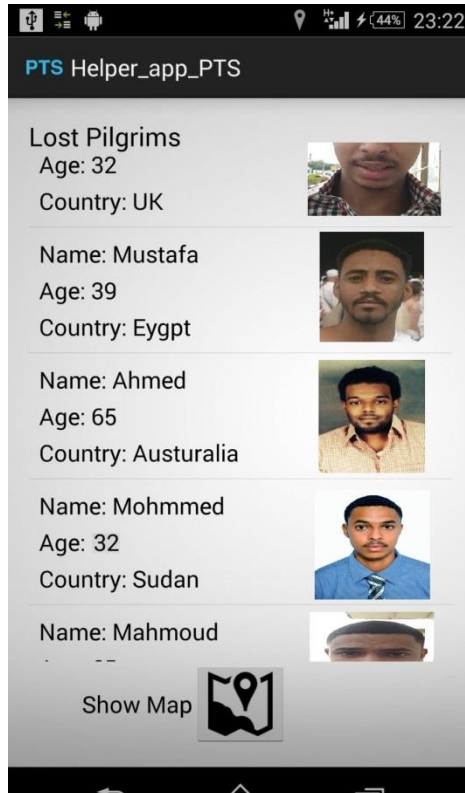 44% 23:22
PTS Helper_app_PTS
Lost Pilgrims
Age: 32
Country: UK
Name: Mustafa
Age: 39
Country: Eygpt
Name: Ahmed
Age: 65
Country: Austuralia
Name: Mohmmed
Age: 32
Country: Sudan
Name: Mahmoud
Show Map